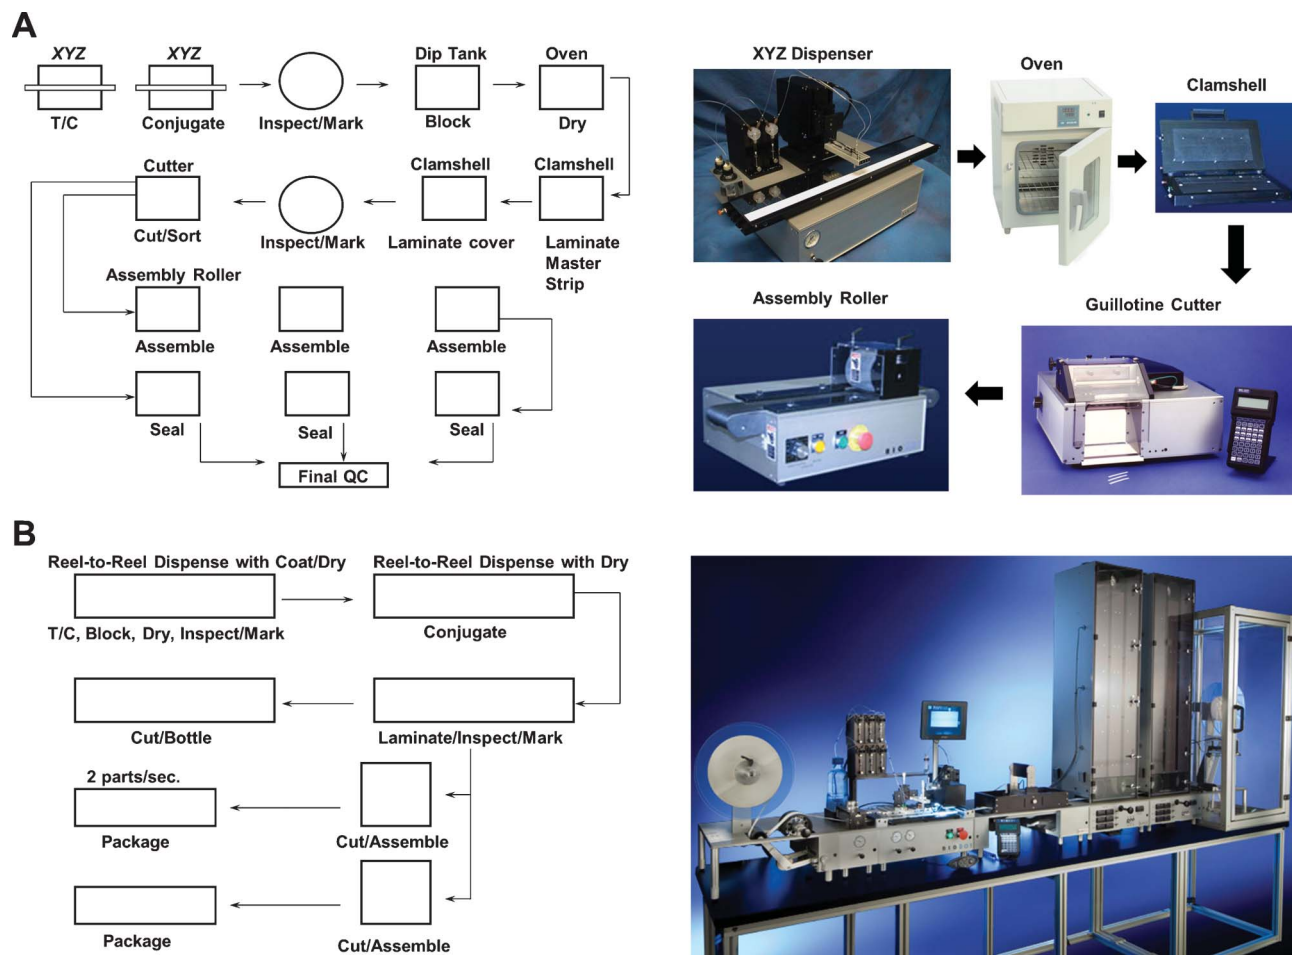 A
XYZ
XYZ
Dip Tank
Oven
T/C
Conjugate
Inspect/Mark
Block
Dry
Cutter
Clamshell
Clamshell
Cut/Sort
Inspect/Mark
Laminate cover
Laminate
Master
Strip
Assembly Roller
Assemble
Assemble
Assemble
Seal
Seal
Seal
Final QC
XYZ Dispenser
Oven
Clamshell
Assembly Roller
Guillotine Cutter
B
Reel-to-Reel Dispense with Coat/Dry
Reel-to-Reel Dispense with Dry
T/C, Block, Dry, Inspect/Mark
Conjugate
Cut/Bottle
Laminate/Inspect/Mark
2 parts/sec.
Package
Cut/Assemble
Package
Cut/Assemble